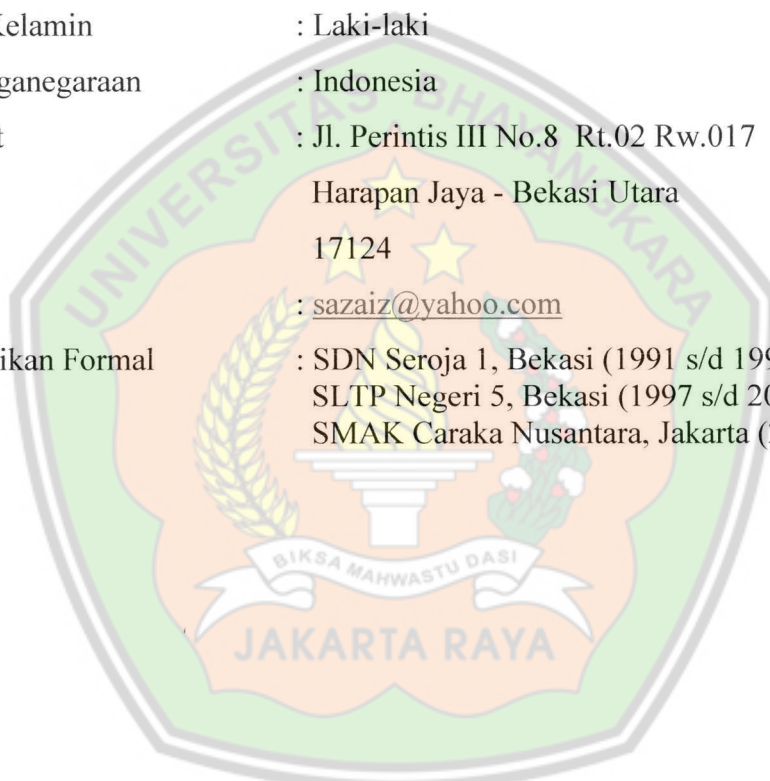 Kelamin : Laki-laki
ganegaraan : Indonesia
t : Jl. Perintis III No.8 Rt.02 Rw.017
Harapan Jaya - Bekasi Utara
17124
: sazaiz@yahoo.com
ikan Formal : SDN Seroja 1, Bekasi (1991 s/d 199
SLTP Negeri 5, Bekasi (1997 s/d 20
SMAK Caraka Nusantara, Jakarta (
UNIVERSITAS BHAYANGKARA
BIKSA MAHWASTU DASI
JAKARTA RAYA